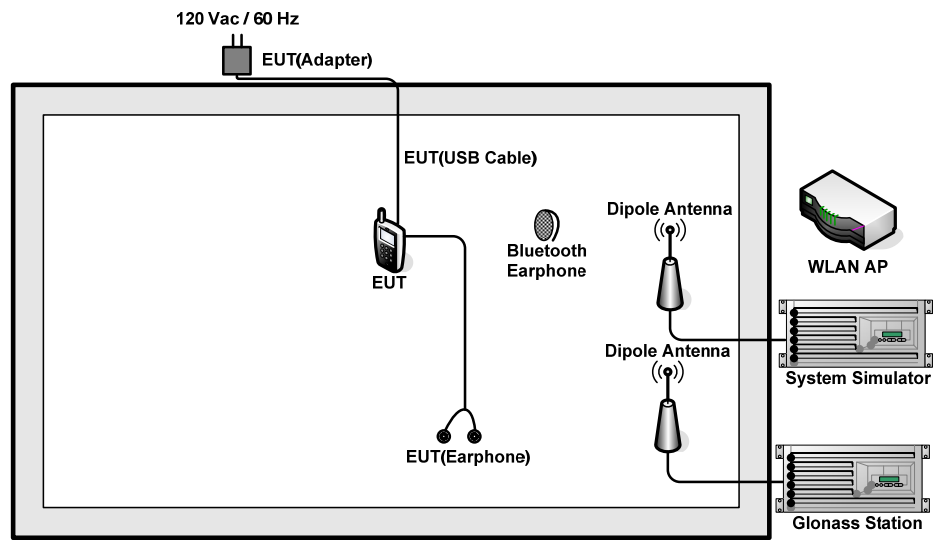 120 Vac / 60 Hz
EUT(Adapter)
EUT(USB Cable)
Dipole Antenna
Bluetooth
Earphone
EUT
WLAN AP
Dipole Antenna
System Simulator
EUT(Earphone)
Glonass Station